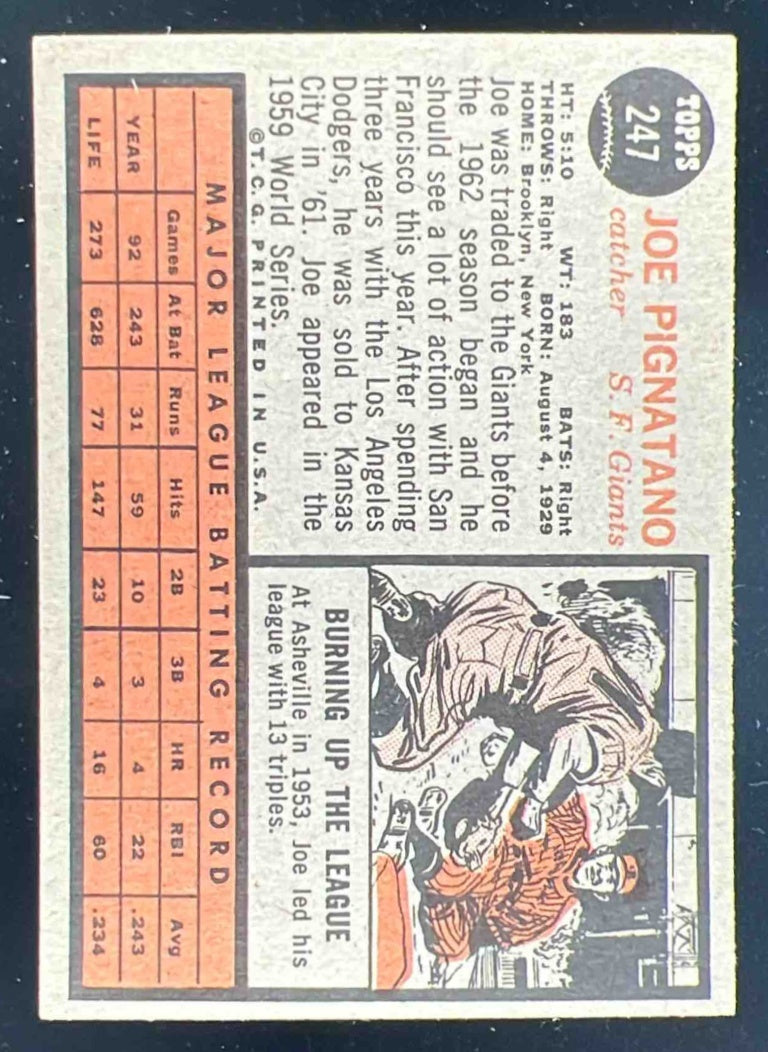 TOPPS
247
JOE PIGNATANO
catcher S. F. Giants
HT: 5:10 WT: 183 BATS: Right
THROWS: Right BORN: August 4, 1929
HOME: Brooklyn, New York
Joe was traded to the Giants before
the 1962 season began and he
should see a lot of action with San
Francisco this year. After spending
three years with the Los Angeles
Dodgers, he was sold to Kansas
City in '61. Joe appeared in the
1959 World Series.
©T. C. G. PRINTED IN U.S.A.
BURNING UP THE LEAGUE
At Asheville in 1953, Joe led his
league with 13 triples.
MAJOR LEAGUE BATTING RECORD
Games At Bat Runs Hits 2B 3B HR RBI Avg
YEAR 92 243 31 59 10 3 4 22 .243
LIFE 273 628 77 147 23 4 16 60 .234